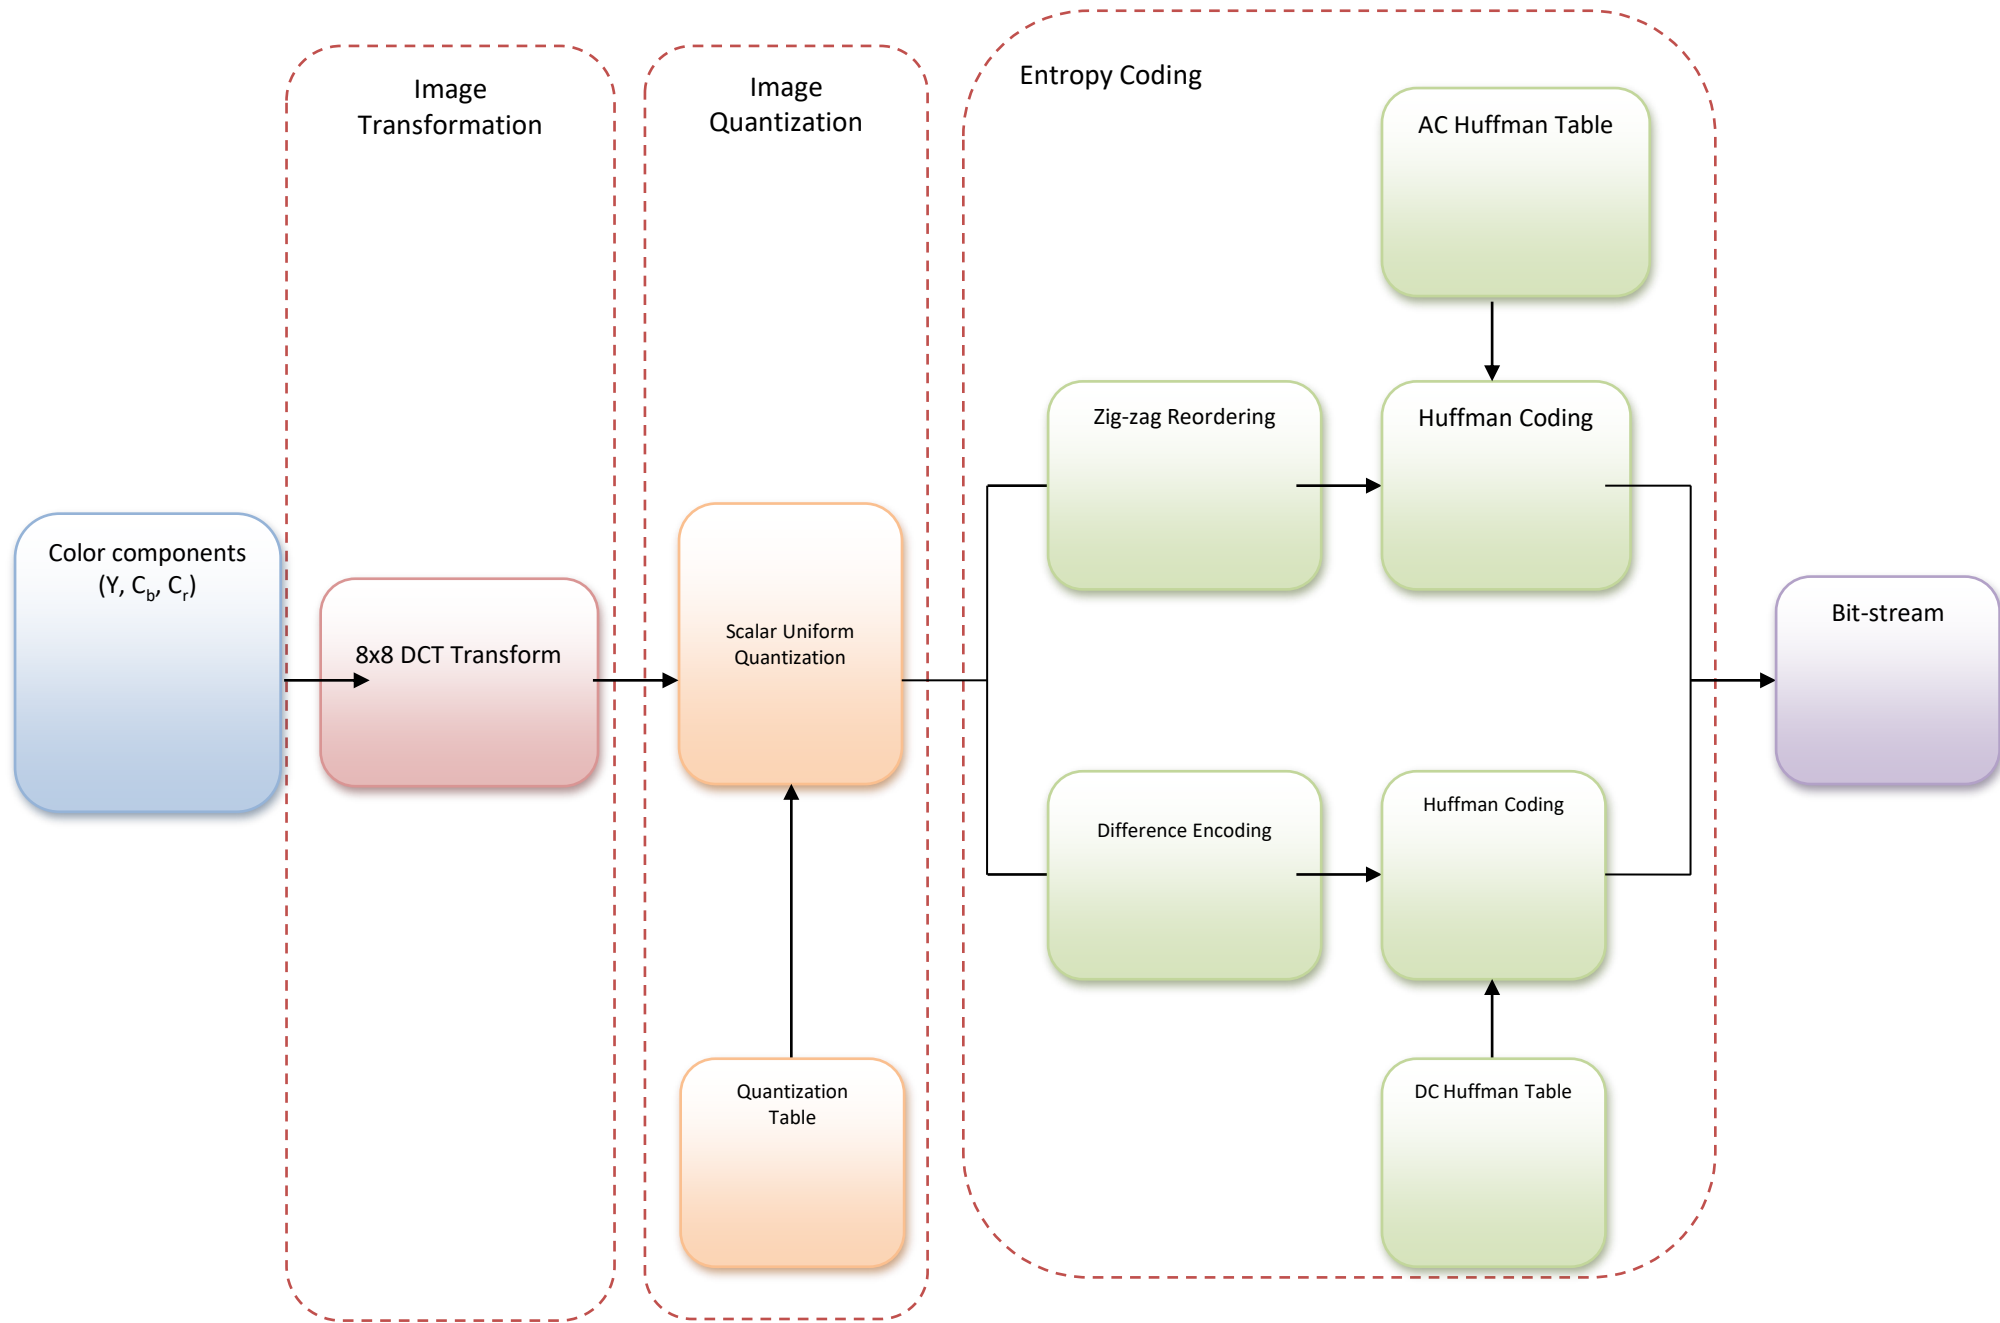 Image
Transformation
Image
Quantization
Entropy Coding
AC Huffman Table
Zig-zag Reordering
Huffman Coding
Color components
(Y, Cb, Cr)
8x8 DCT Transform
Scalar Uniform
Quantization
Bit-stream
Difference Encoding
Huffman Coding
Quantization
Table
DC Huffman Table